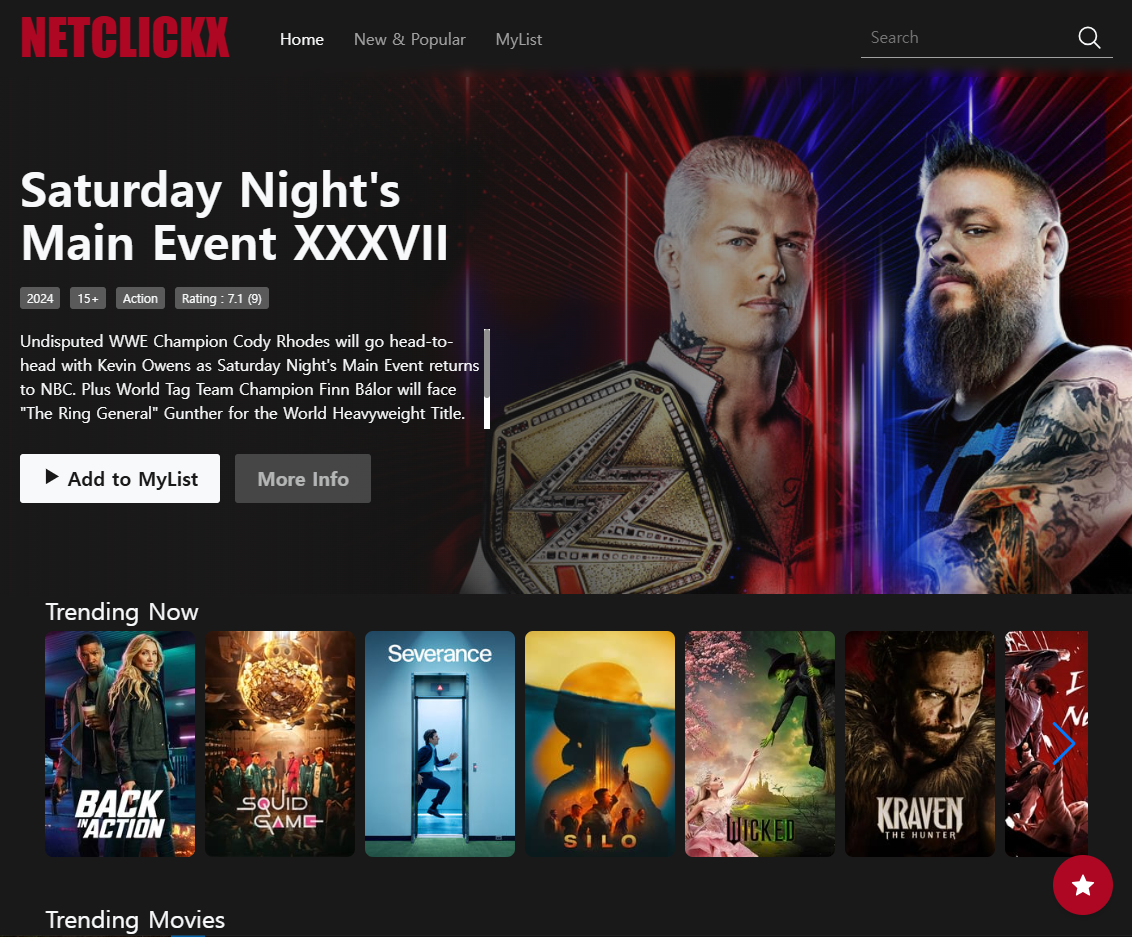 NETCLICKX
Home
New & Popular
MyList
Search
Saturday Night's
Main Event XXXVII
2024
15+
Action
Rating : 7.1 (9)
Undisputed WWE Champion Cody Rhodes will go head-to-
head with Kevin Owens as Saturday Night's Main Event returns
to NBC. Plus World Tag Team Champion Finn Bálor will face
"The Ring General" Gunther for the World Heavyweight Title.
Add to MyList
More Info
Trending Now
BACK
IN ACTION
SQUID
GAME
Severance
SILO
WICKED
KRAVEN
THE HUNTER
I
Trending Movies